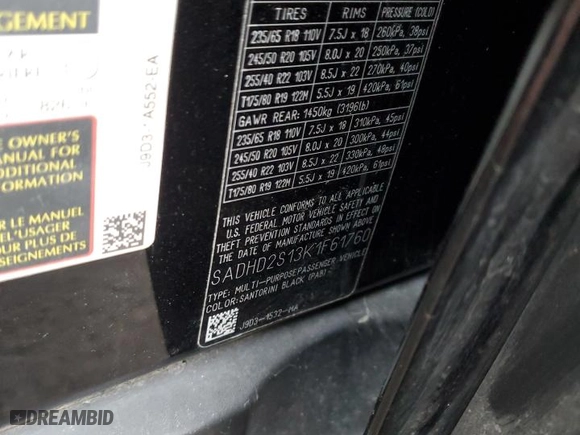 GEMENT
J9D3-1A552-EA
E OWNER'S
MANUAL FOR
ADDITIONAL
FORMATION
R LE MANUEL
DU
PLUS DE
SEIGNEMENTS
TIRES RIMS PRESSURE (COLD)
235/65 R18 110V 7.5J x 18 260kPa, 38psi
245/50 R20 105V 8.0J x 20 250kPa, 37psi
255/40 R22 103V 8.5J x 22 270kPa, 40psi
T175/80 R19 122M 5.5J x 19 420kPa, 61psi
GAWR REAR: 1450kg (3196lb)
235/65 R18 110V 7.5J x 18 310kPa, 45psi
245/50 R20 105V 8.0J x 20 300kPa, 44psi
255/40 R22 103V 8.5J x 22 330kPa, 48psi
T175/80 R19 122M 5.5J x 19 420kPa, 61psi
THIS VEHICLE CONFORMS TO ALL APPLICABLE
U.S. FEDERAL MOTOR VEHICLE SAFETY AND
THEFT PREVENTION STANDARDS IN EFFECT ON
THE DATE OF MANUFACTURE SHOWN ABOVE.
SADHD2S13K1F61760
TYPE: MULTI-PURPOSE PASSENGER VEHICLE
COLOR: SANTORINI BLACK (PAB)
J9D3-1532-MA
DREAMBID